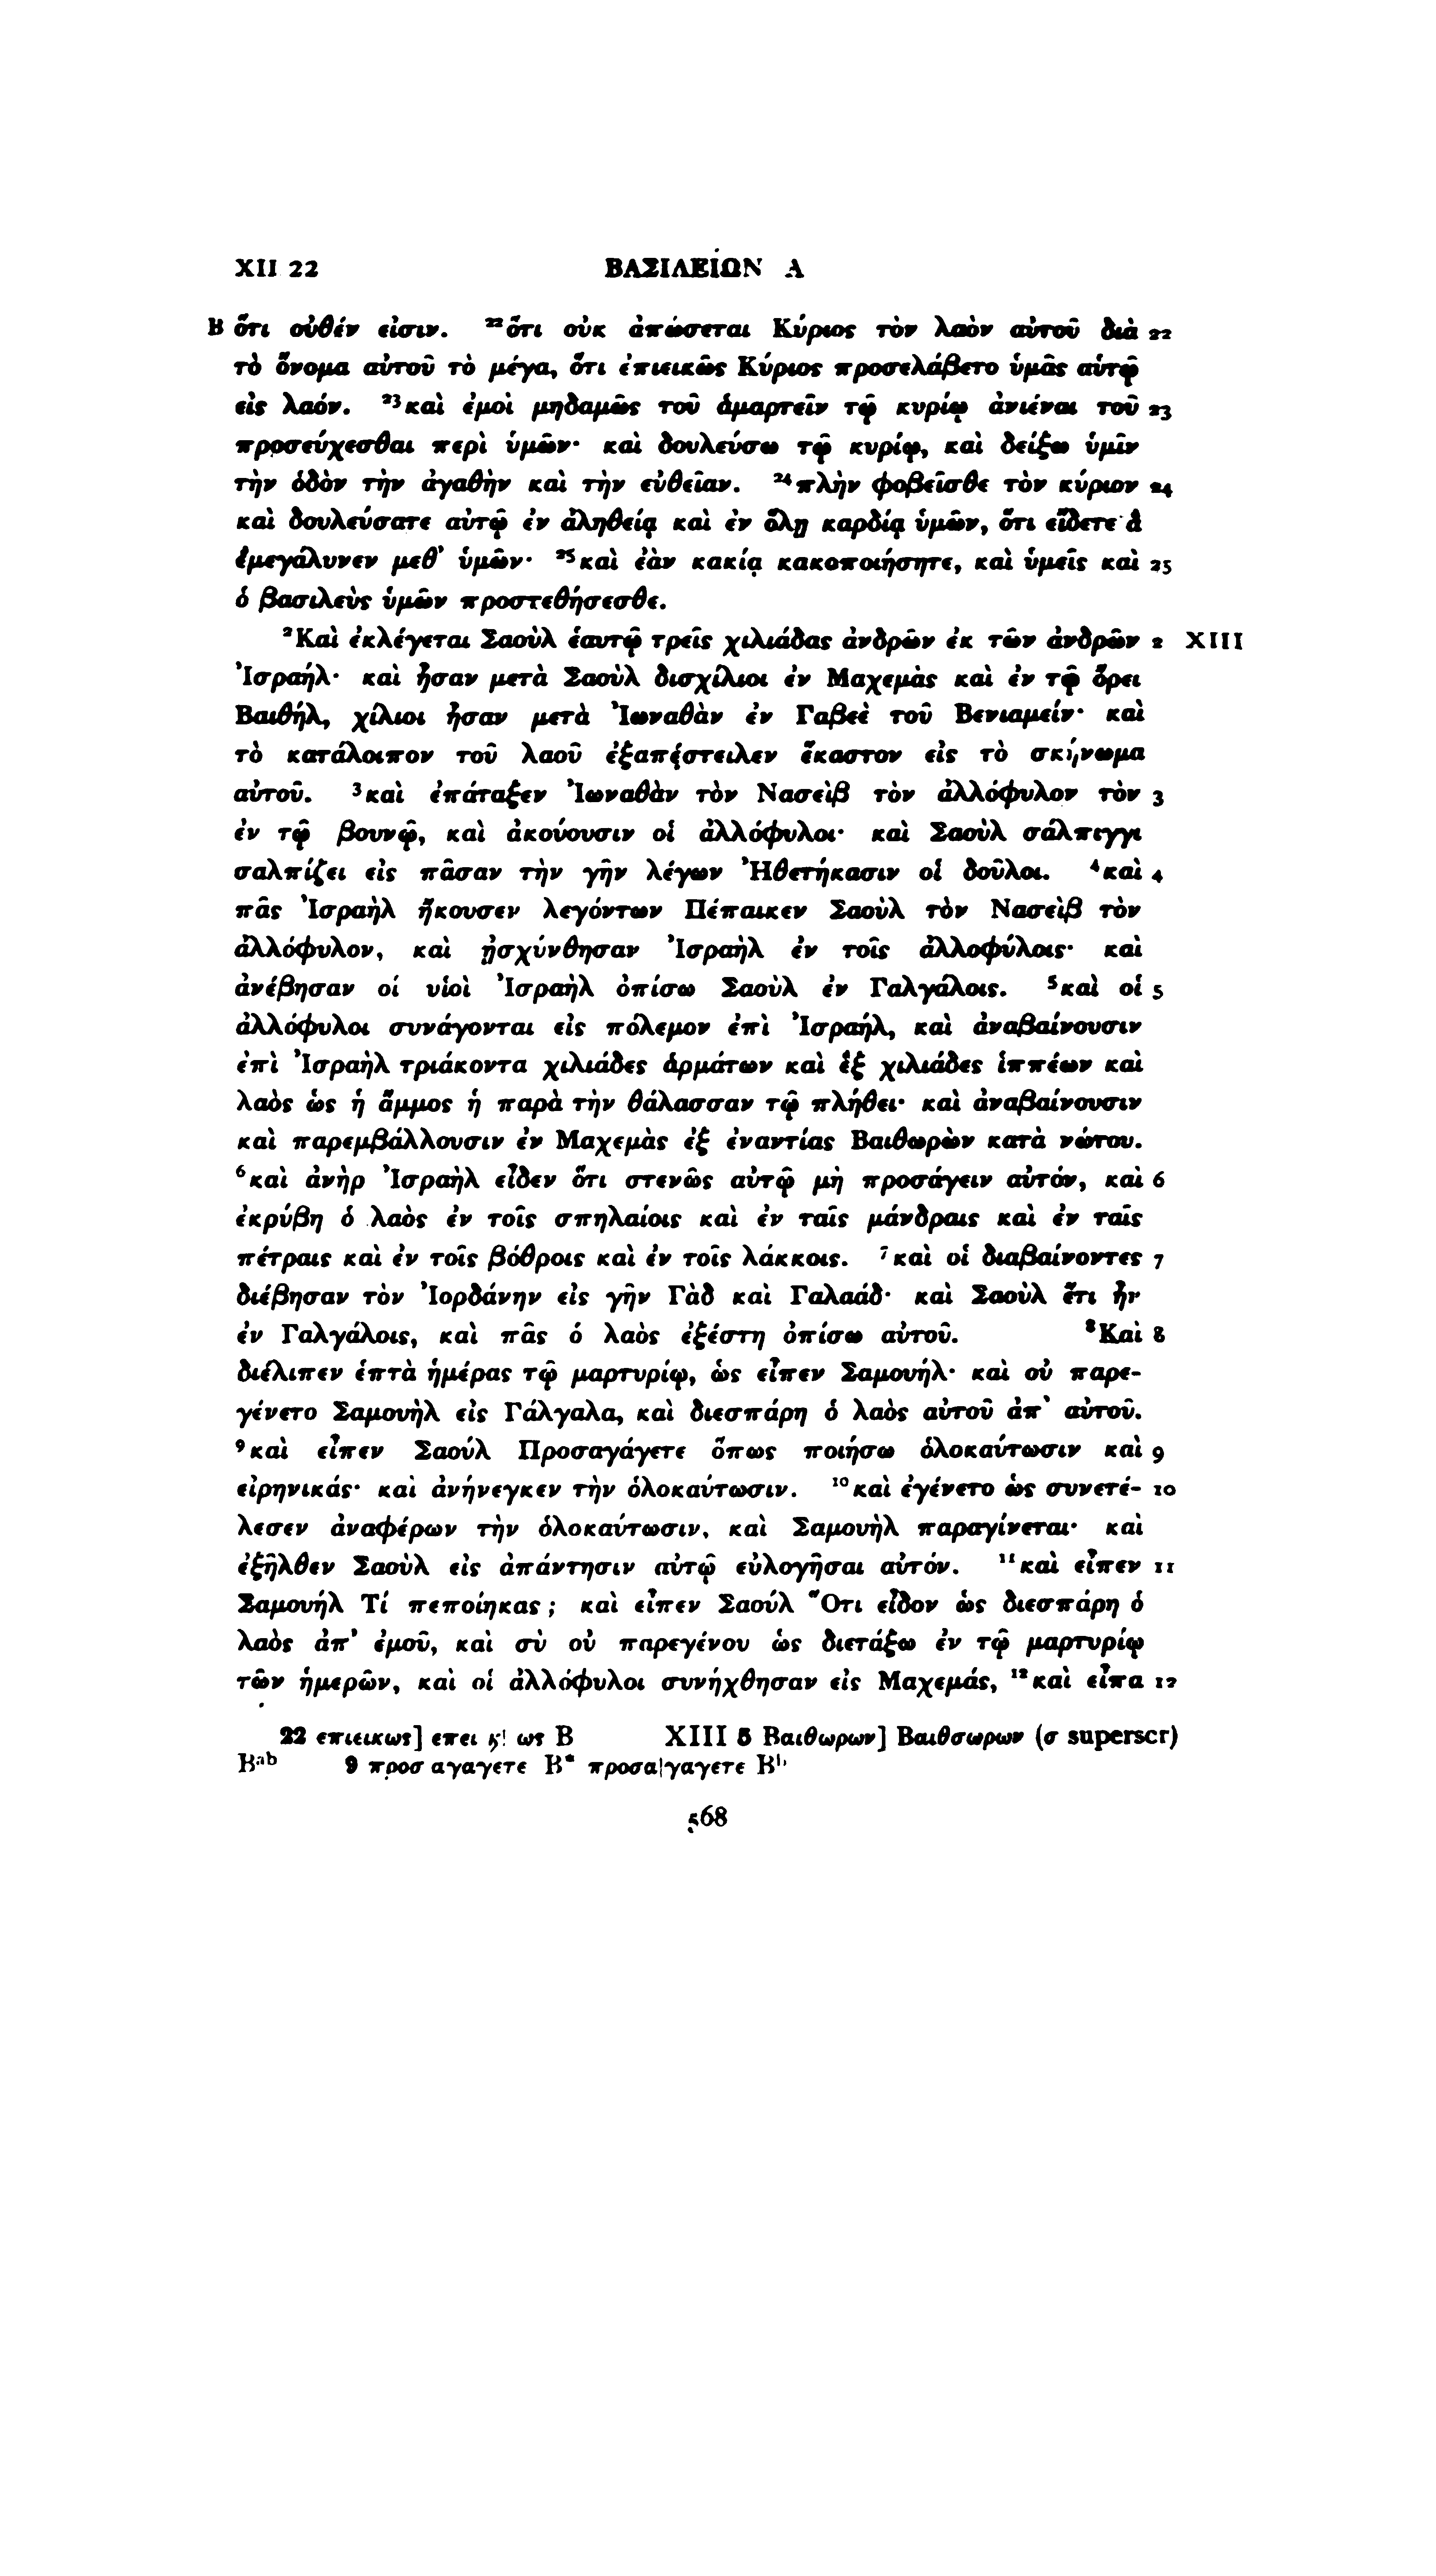 XII 22 ΒΑΣΙΛΕΙΩΝ Α
B ὅτι οὐθέν εἰσιν. ²²ὅτι οὐκ ἀπώσεται Κύριος τὸν λαὸν αὐτοῦ διὰ 22
τὸ ὄνομα αὐτοῦ τὸ μέγα, ὅτι ἐπιεικῶς Κύριος προσελάβετο ὑμᾶς αὑτῷ
εἰς λαόν. ²³καὶ ἐμοὶ μηδαμῶς τοῦ ἁμαρτεῖν τῷ κυρίῳ ἀνιέναι τοῦ 23
προσεύχεσθαι περὶ ὑμῶν· καὶ δουλεύσω τῷ κυρίῳ, καὶ δείξω ὑμῖν
τὴν ὁδὸν τὴν ἀγαθὴν καὶ τὴν εὐθεῖαν. ²⁴πλὴν φοβεῖσθε τὸν κύριον 24
καὶ δουλεύσατε αὐτῷ ἐν ἀληθείᾳ καὶ ἐν ὅλῃ καρδίᾳ ὑμῶν, ὅτι εἴδετε ἃ
ἐμεγάλυνεν μεθ᾽ ὑμῶν· ²⁵καὶ ἐὰν κακίᾳ κακοποιήσητε, καὶ ὑμεῖς καὶ 25
ὁ βασιλεὺς ὑμῶν προστεθήσεσθε.
²Καὶ ἐκλέγεται Σαοὺλ ἑαυτῷ τρεῖς χιλιάδας ἀνδρῶν ἐκ τῶν ἀνδρῶν 2 XIII
Ἰσραήλ· καὶ ἦσαν μετὰ Σαοὺλ δισχίλιοι ἐν Μαχεμὰς καὶ ἐν τῷ ὄρει
Βαιθήλ, χίλιοι ἦσαν μετὰ Ἰωναθὰν ἐν Γαβεὲ τοῦ Βενιαμείν· καὶ
τὸ κατάλοιπον τοῦ λαοῦ ἐξαπέστειλεν ἕκαστον εἰς τὸ σκήνωμα
αὐτοῦ. ³καὶ ἐπάταξεν Ἰωναθὰν τὸν Νασεὶβ τὸν ἀλλόφυλον τὸν 3
ἐν τῷ βουνῷ, καὶ ἀκούουσιν οἱ ἀλλόφυλοι· καὶ Σαοὺλ σάλπιγγι
σαλπίζει εἰς πᾶσαν τὴν γῆν λέγων Ἠθετήκασιν οἱ δοῦλοι. ⁴καὶ 4
πᾶς Ἰσραὴλ ἤκουσεν λεγόντων Πέπαικεν Σαοὺλ τὸν Νασεὶβ τὸν
ἀλλόφυλον, καὶ ᾐσχύνθησαν Ἰσραὴλ ἐν τοῖς ἀλλοφύλοις· καὶ
ἀνέβησαν οἱ υἱοὶ Ἰσραὴλ ὀπίσω Σαοὺλ ἐν Γαλγάλοις. ⁵καὶ οἱ 5
ἀλλόφυλοι συνάγονται εἰς πόλεμον ἐπὶ Ἰσραήλ, καὶ ἀναβαίνουσιν
ἐπὶ Ἰσραὴλ τριάκοντα χιλιάδες ἁρμάτων καὶ ἓξ χιλιάδες ἱππέων καὶ
λαὸς ὡς ἡ ἄμμος ἡ παρὰ τὴν θάλασσαν τῷ πλήθει· καὶ ἀναβαίνουσιν
καὶ παρεμβάλλουσιν ἐν Μαχεμὰς ἐξ ἐναντίας Βαιθωρὼν κατὰ νώτου.
⁶καὶ ἀνὴρ Ἰσραὴλ εἶδεν ὅτι στενῶς αὐτῷ μὴ προσάγειν αὐτόν, καὶ 6
ἐκρύβη ὁ λαὸς ἐν τοῖς σπηλαίοις καὶ ἐν ταῖς μάνδραις καὶ ἐν ταῖς
πέτραις καὶ ἐν τοῖς βόθροις καὶ ἐν τοῖς λάκκοις. ⁷καὶ οἱ διαβαίνοντες 7
διέβησαν τὸν Ἰορδάνην εἰς γῆν Γὰδ καὶ Γαλαάδ· καὶ Σαοὺλ ἔτι ἦν
ἐν Γαλγάλοις, καὶ πᾶς ὁ λαὸς ἐξέστη ὀπίσω αὐτοῦ. ⁸Καὶ 8
διέλιπεν ἑπτὰ ἡμέρας τῷ μαρτυρίῳ, ὡς εἶπεν Σαμουήλ· καὶ οὐ παρε-
γένετο Σαμουὴλ εἰς Γάλγαλα, καὶ διεσπάρη ὁ λαὸς αὐτοῦ ἀπ᾽ αὐτοῦ.
⁹καὶ εἶπεν Σαούλ Προσαγάγετε ὅπως ποιήσω ὁλοκαύτωσιν καὶ 9
εἰρηνικάς· καὶ ἀνήνεγκεν τὴν ὁλοκαύτωσιν. ¹⁰καὶ ἐγένετο ὡς συνετέ- 10
λεσεν ἀναφέρων τὴν ὁλοκαύτωσιν, καὶ Σαμουὴλ παραγίνεται· καὶ
ἐξῆλθεν Σαοὺλ εἰς ἀπάντησιν αὐτῷ εὐλογῆσαι αὐτόν. ¹¹καὶ εἶπεν 11
Σαμουήλ Τί πεποίηκας; καὶ εἶπεν Σαούλ Ὅτι εἶδον ὡς διεσπάρη ὁ
λαὸς ἀπ᾽ ἐμοῦ, καὶ σὺ οὐ παρεγένου ὡς διετάξω ἐν τῷ μαρτυρίῳ
τῶν ἡμερῶν, καὶ οἱ ἀλλόφυλοι συνήχθησαν εἰς Μαχεμάς, ¹²καὶ εἶπα 12
22 επιεικως] επει ϗ ως B XIII 5 Βαιθωρων] Βαιθσωρων (σ superscr)
Bᵃᵇ 9 προσ αγαγετε B* προσα|γαγετε Bᵇ
568